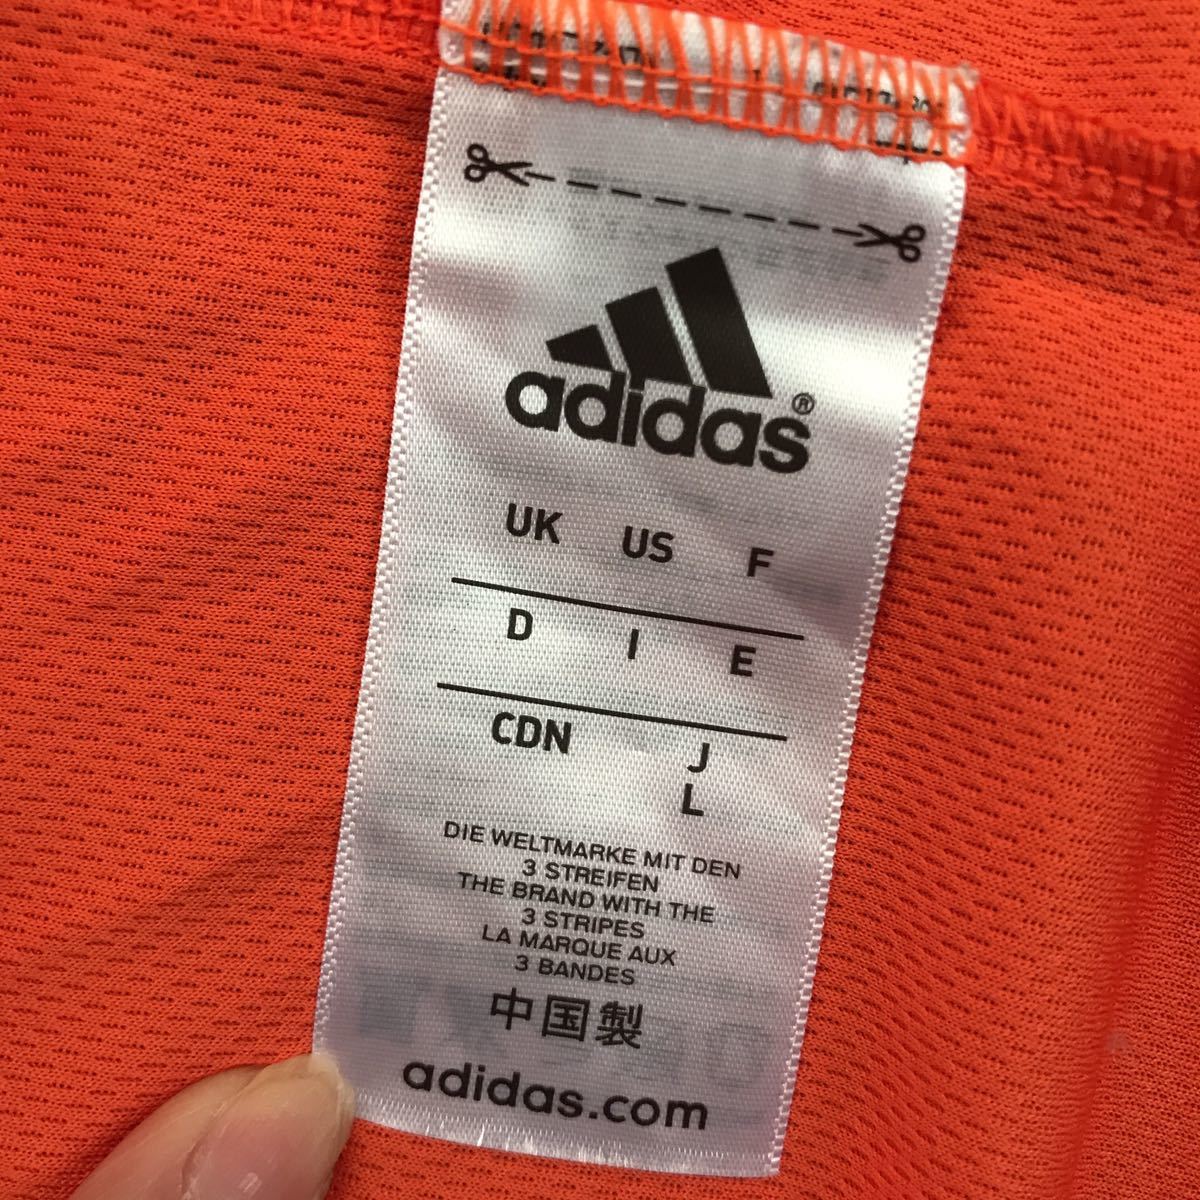 adidas®
UK US F
D I E
CDN J
L
DIE WELTMARKE MIT DEN
3 STREIFEN
THE BRAND WITH THE
3 STRIPES
LA MARQUE AUX
3 BANDES
中国製
adidas.com